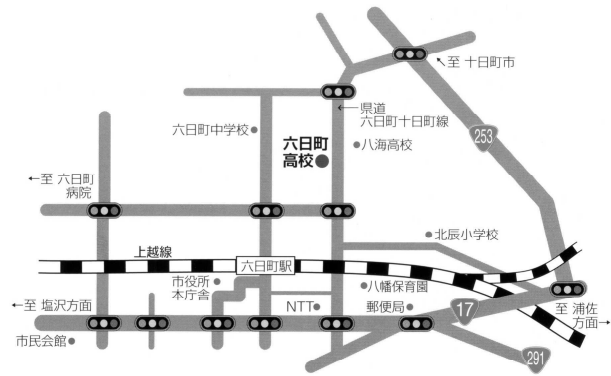 ↖至 十日町市
←県道
六日町十日町線
六日町中学校
六日町
高校
八海高校
253
←至 六日町
病院
北辰小学校
上越線
六日町駅
市役所
本庁舎
八幡保育園
←至 塩沢方面
NTT
郵便局
17
至 浦佐
方面→
市民会館
291